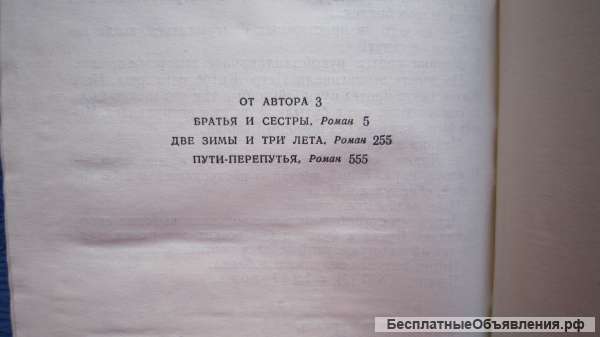 ОТ АВТОРА 3
БРАТЬЯ И СЕСТРЫ, Роман 5
ДВЕ ЗИМЫ И ТРИ ЛЕТА, Роман 255
ПУТИ-ПЕРЕПУТЬЯ, Роман 555
БесплатныеОбъявления.рф